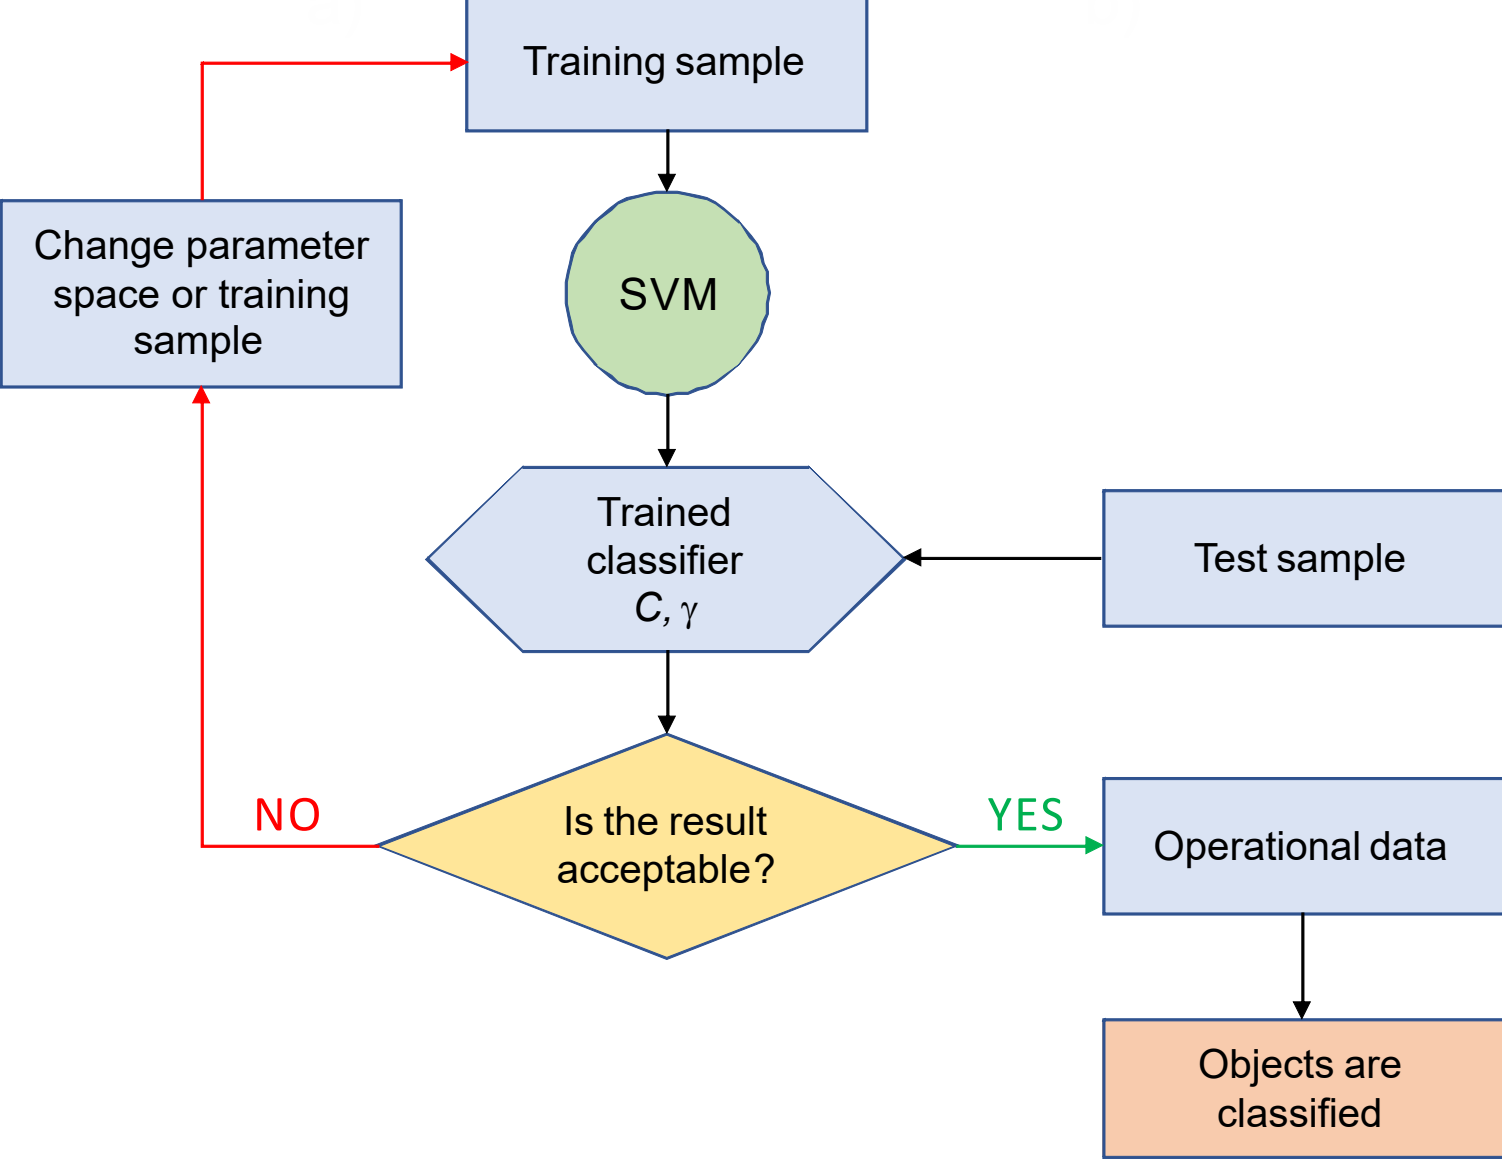 Training sample
Change parameter
space or training
sample
SVM
Trained
classifier
C, γ
Test sample
Is the result
acceptable?
NO
YES
Operational data
Objects are
classified